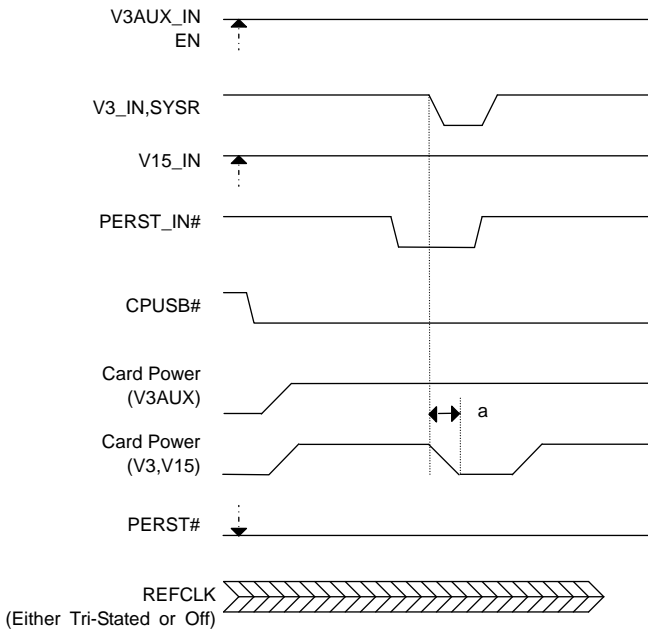 V3AUX_IN
EN
V3_IN,SYSR
V15_IN
PERST_IN#
CPUSB#
Card Power
(V3AUX)
a
Card Power
(V3,V15)
PERST#
REFCLK
(Either Tri-Stated or Off)